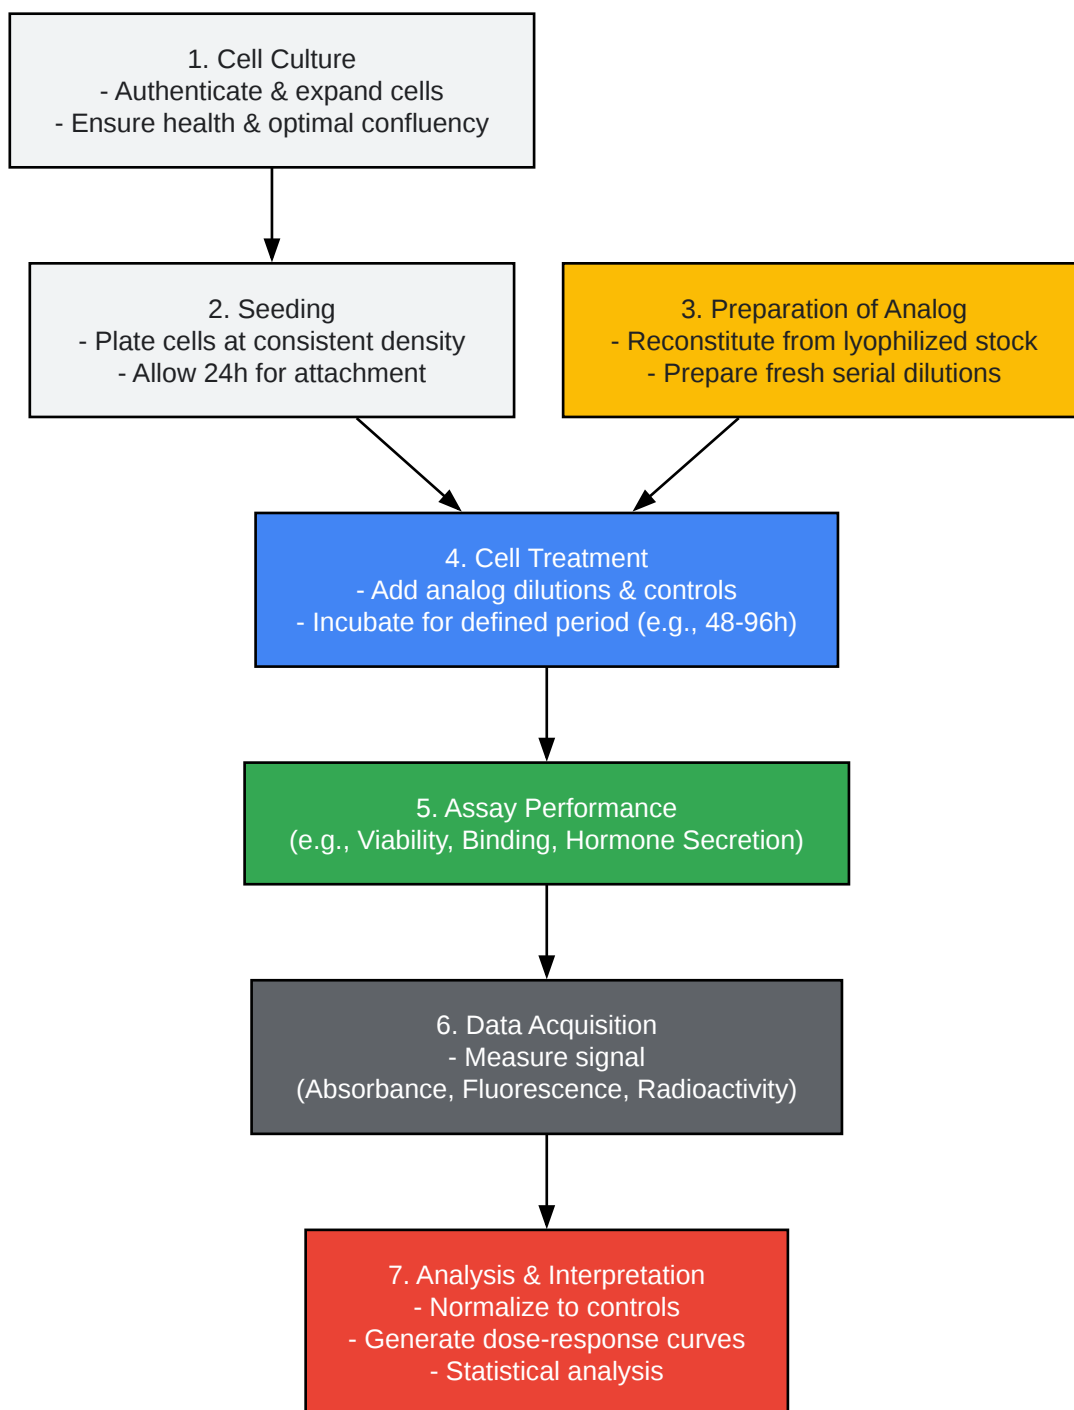 1. Cell Culture
- Authenticate & expand cells
- Ensure health & optimal confluency
2. Seeding
- Plate cells at consistent density
- Allow 24h for attachment
3. Preparation of Analog
- Reconstitute from lyophilized stock
- Prepare fresh serial dilutions
4. Cell Treatment
- Add analog dilutions & controls
- Incubate for defined period (e.g., 48-96h)
5. Assay Performance
(e.g., Viability, Binding, Hormone Secretion)
6. Data Acquisition
- Measure signal
(Absorbance, Fluorescence, Radioactivity)
7. Analysis & Interpretation
- Normalize to controls
- Generate dose-response curves
- Statistical analysis